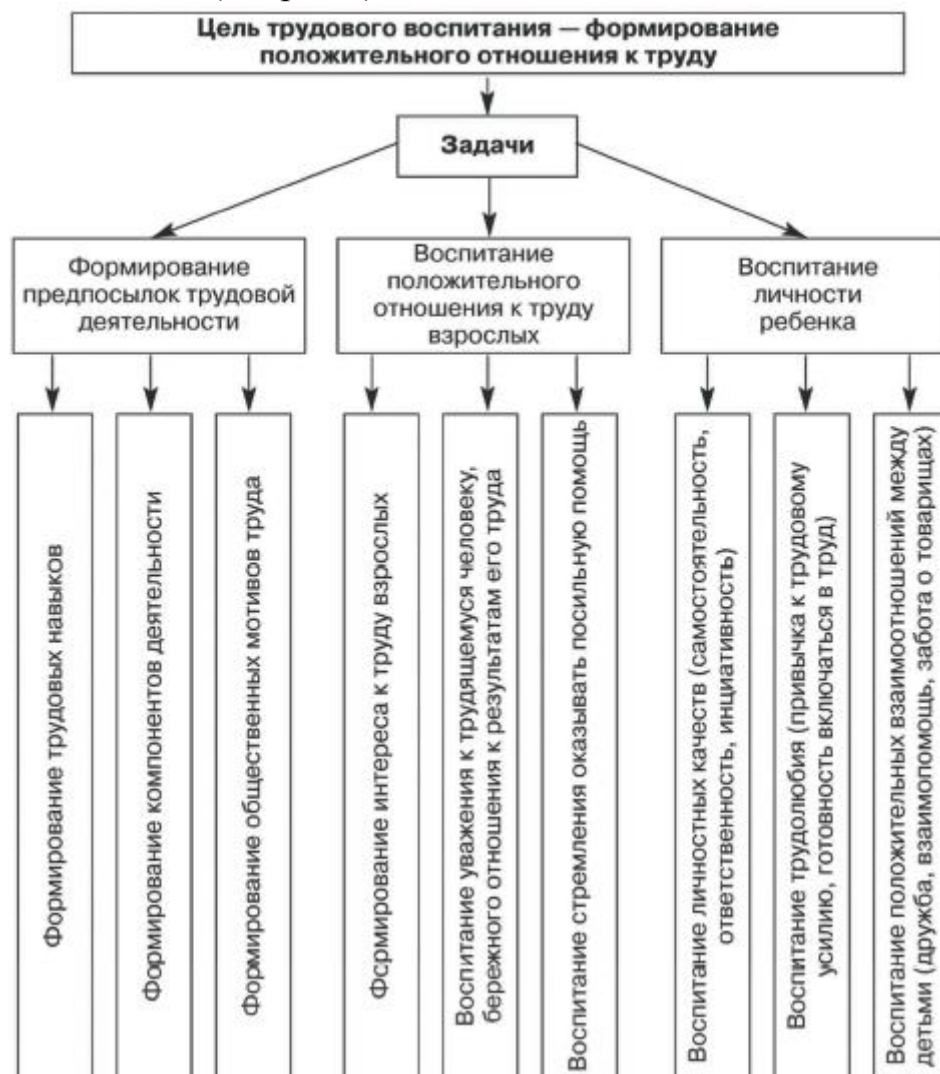 Цель трудового воспитания — формирование
положительного отношения к труду
Задачи
Формирование
предпосылок трудовой
деятельности
Воспитание
положительного
отношения к труду
взрослых
Воспитание
личности
ребенка
Формирование трудовых навыков
Формирование компонентов деятельности
Формирование общественных мотивов труда
Формирование интереса к труду взрослых
Воспитание уважения к трудящемуся человеку,
бережного отношения к результатам его труда
Воспитание стремления оказывать посильную помощь
Воспитание личностных качеств (самостоятельность,
ответственность, инциативность)
Воспитание трудолюбия (привычка к трудовому
усилию, готовность включаться в труд)
Воспитание положительных взаимоотношений между
детьми (дружба, взаимопомощь, забота о товарищах)